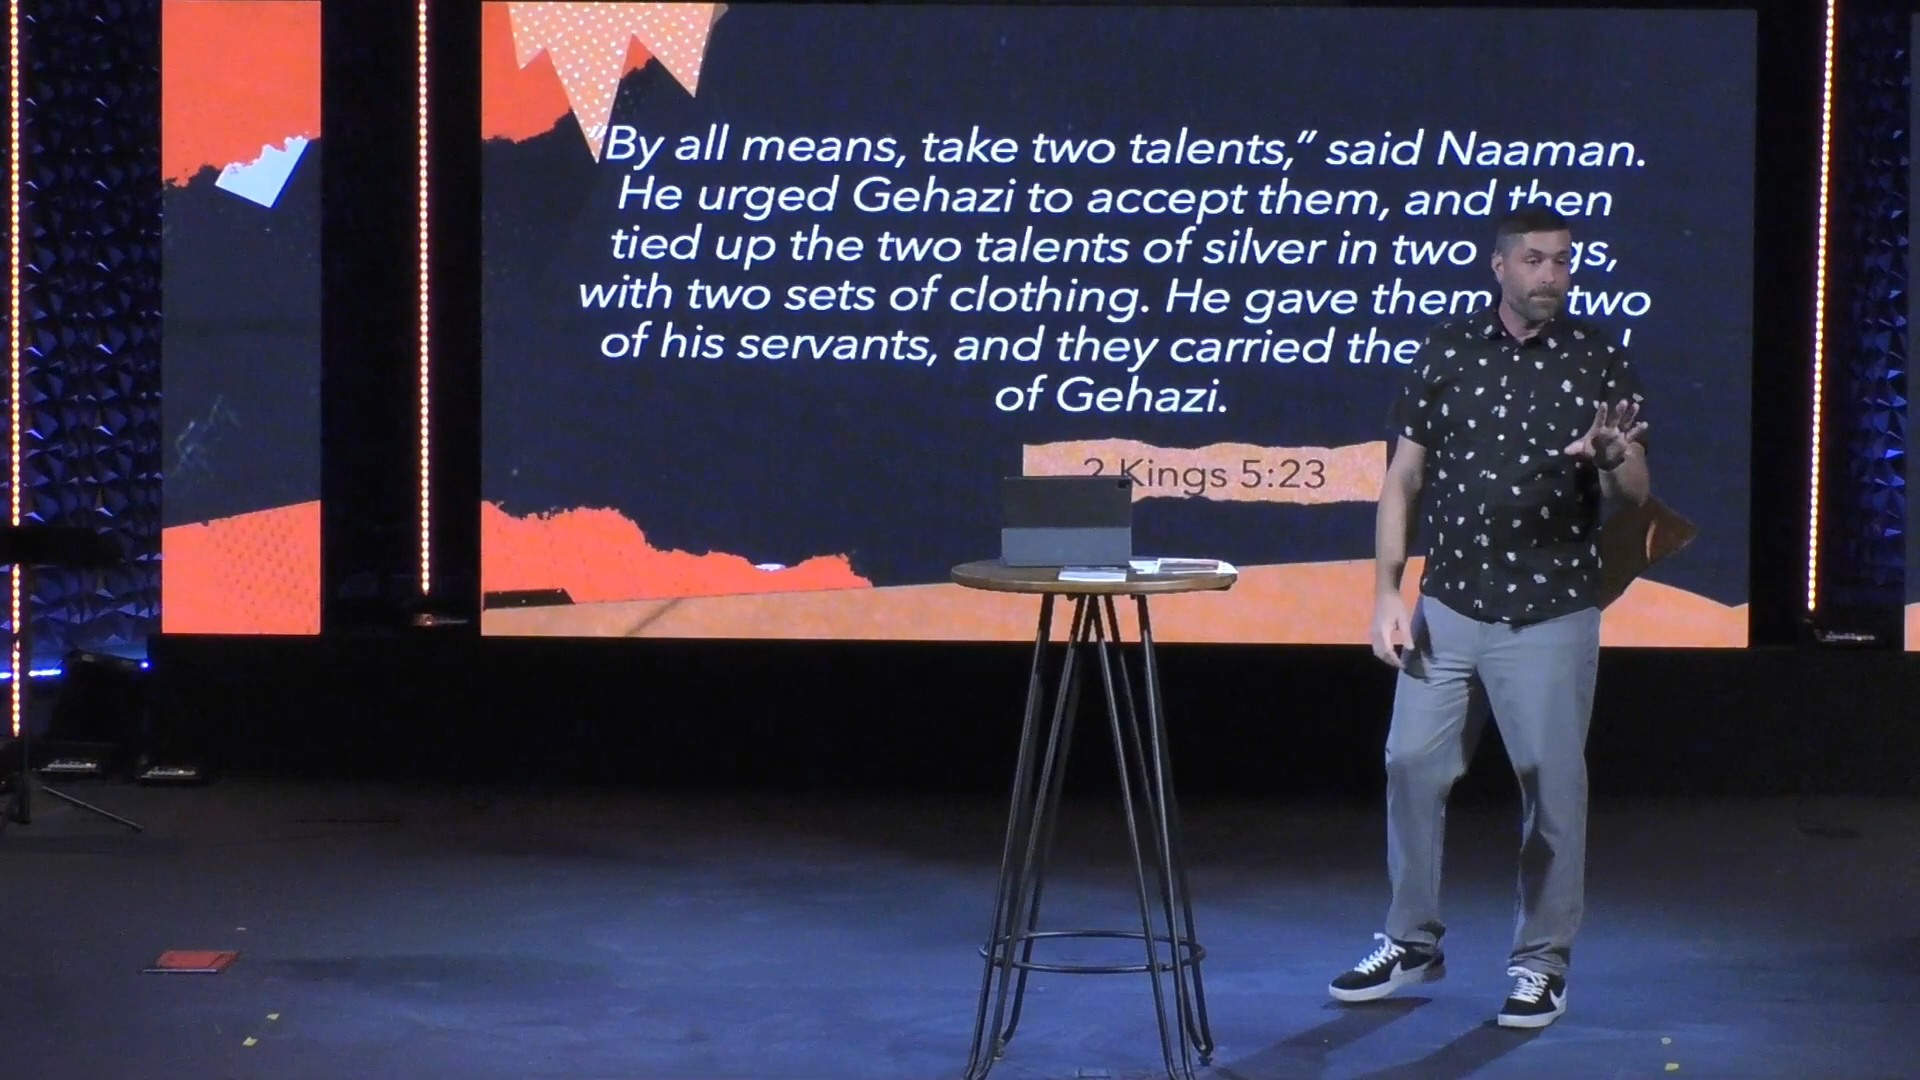 "By all means, take two talents," said Naaman.
He urged Gehazi to accept them, and then
tied up the two talents of silver in two
with two sets of clothing. He gave them two
of his servants, and they carried
of Gehazi.
2 Kings 5:23